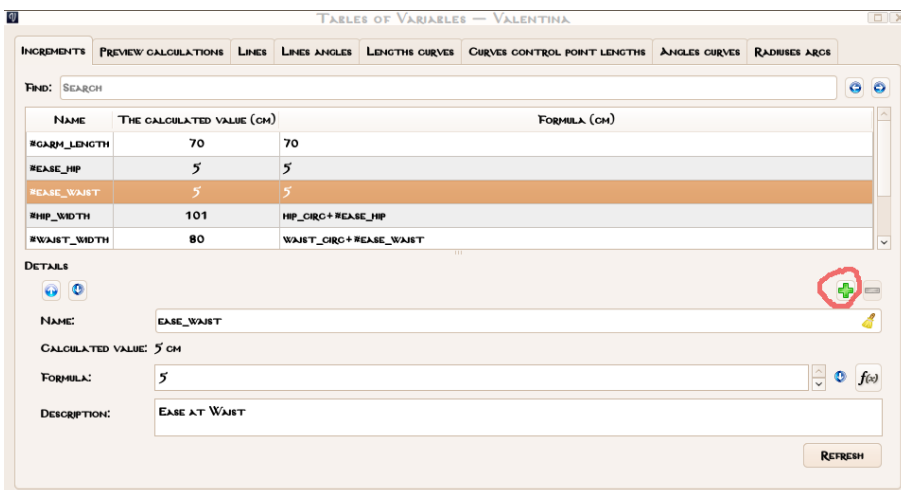 Tables of Variables — Valentina
Increments Preview calculations Lines Lines angles Lengths curves Curves control point lengths Angles curves Radiuses arcs
Find: Search
Name The calculated value (cm) Formula (cm)
#garm_length 70 70
#ease_hip 5 5
#ease_waist 5 5
#hip_width 101 hip_circ+#ease_hip
#waist_width 80 waist_circ+#ease_waist
Details
Name: ease_waist
Calculated value: 5 cm
Formula: 5 f(x)
Description: Ease at Waist
Refresh